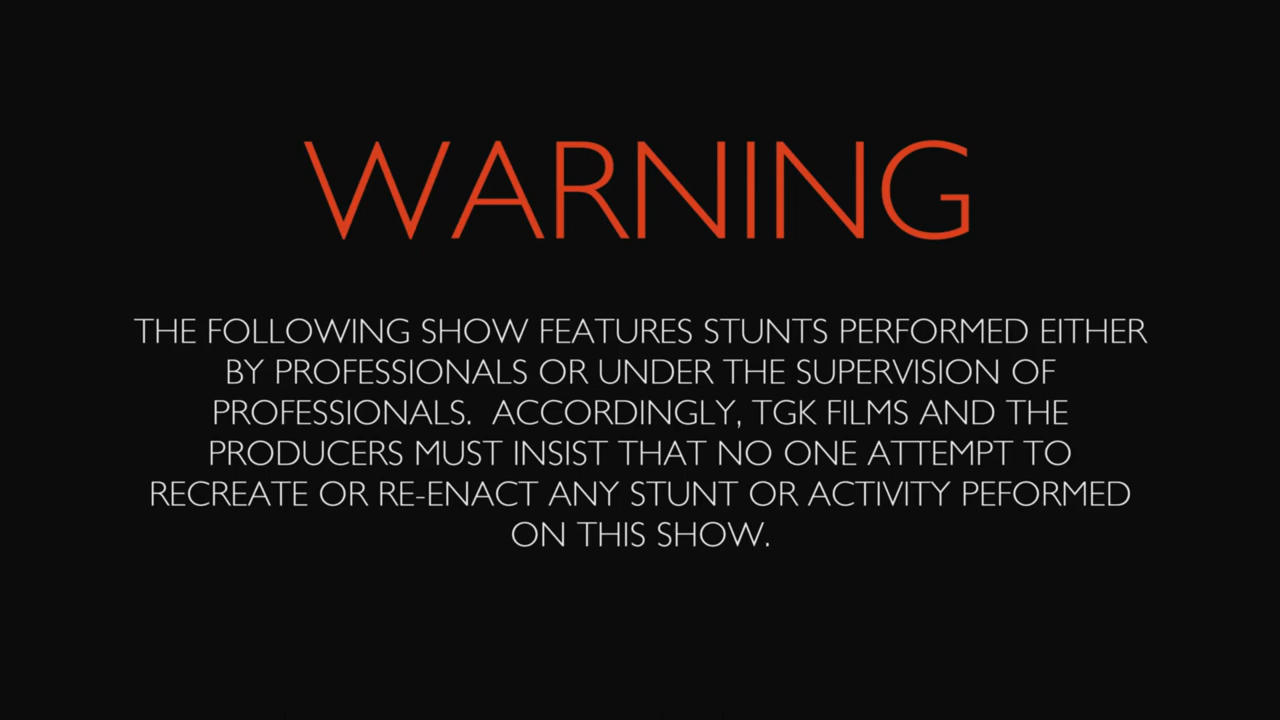 WARNING
THE FOLLOWING SHOW FEATURES STUNTS PERFORMED EITHER
BY PROFESSIONALS OR UNDER THE SUPERVISION OF
PROFESSIONALS.  ACCORDINGLY, TGK FILMS AND THE
PRODUCERS MUST INSIST THAT NO ONE ATTEMPT TO
RECREATE OR RE-ENACT ANY STUNT OR ACTIVITY PEFORMED
ON THIS SHOW.